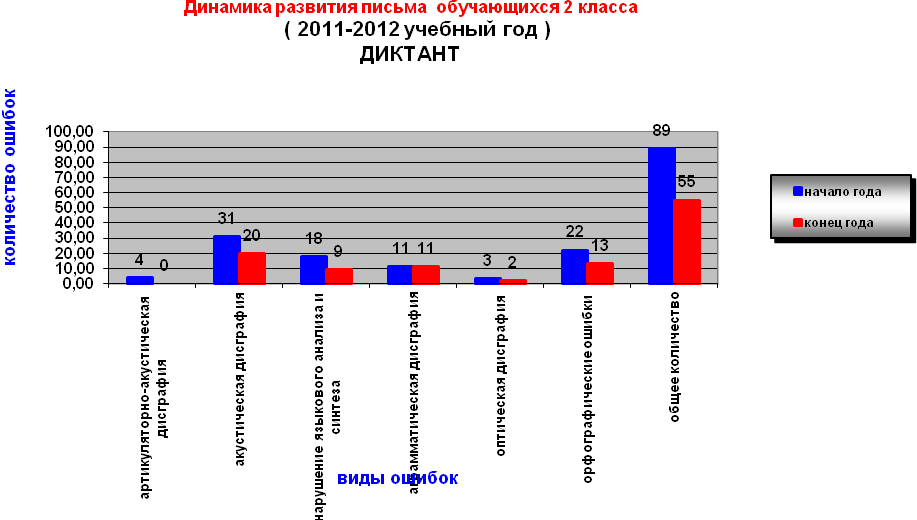 Динамика развития письма обучающихся 2 класса
( 2011-2012 учебный год )
ДИКТАНТ
количество ошибок
100,00
90,00
80,00
70,00
60,00
50,00
40,00
30,00
20,00
10,00
0,00
4
0
31
20
18
9
11
11
3
2
22
13
89
55
артикуляторно-акустическая
дисграфия
акустическая дисграфия
нарушение языкового анализа и
синтеза
аграмматическая дисграфия
оптическая дисграфия
орфографические ошибки
общее количество
виды ошибок
начало года
конец года